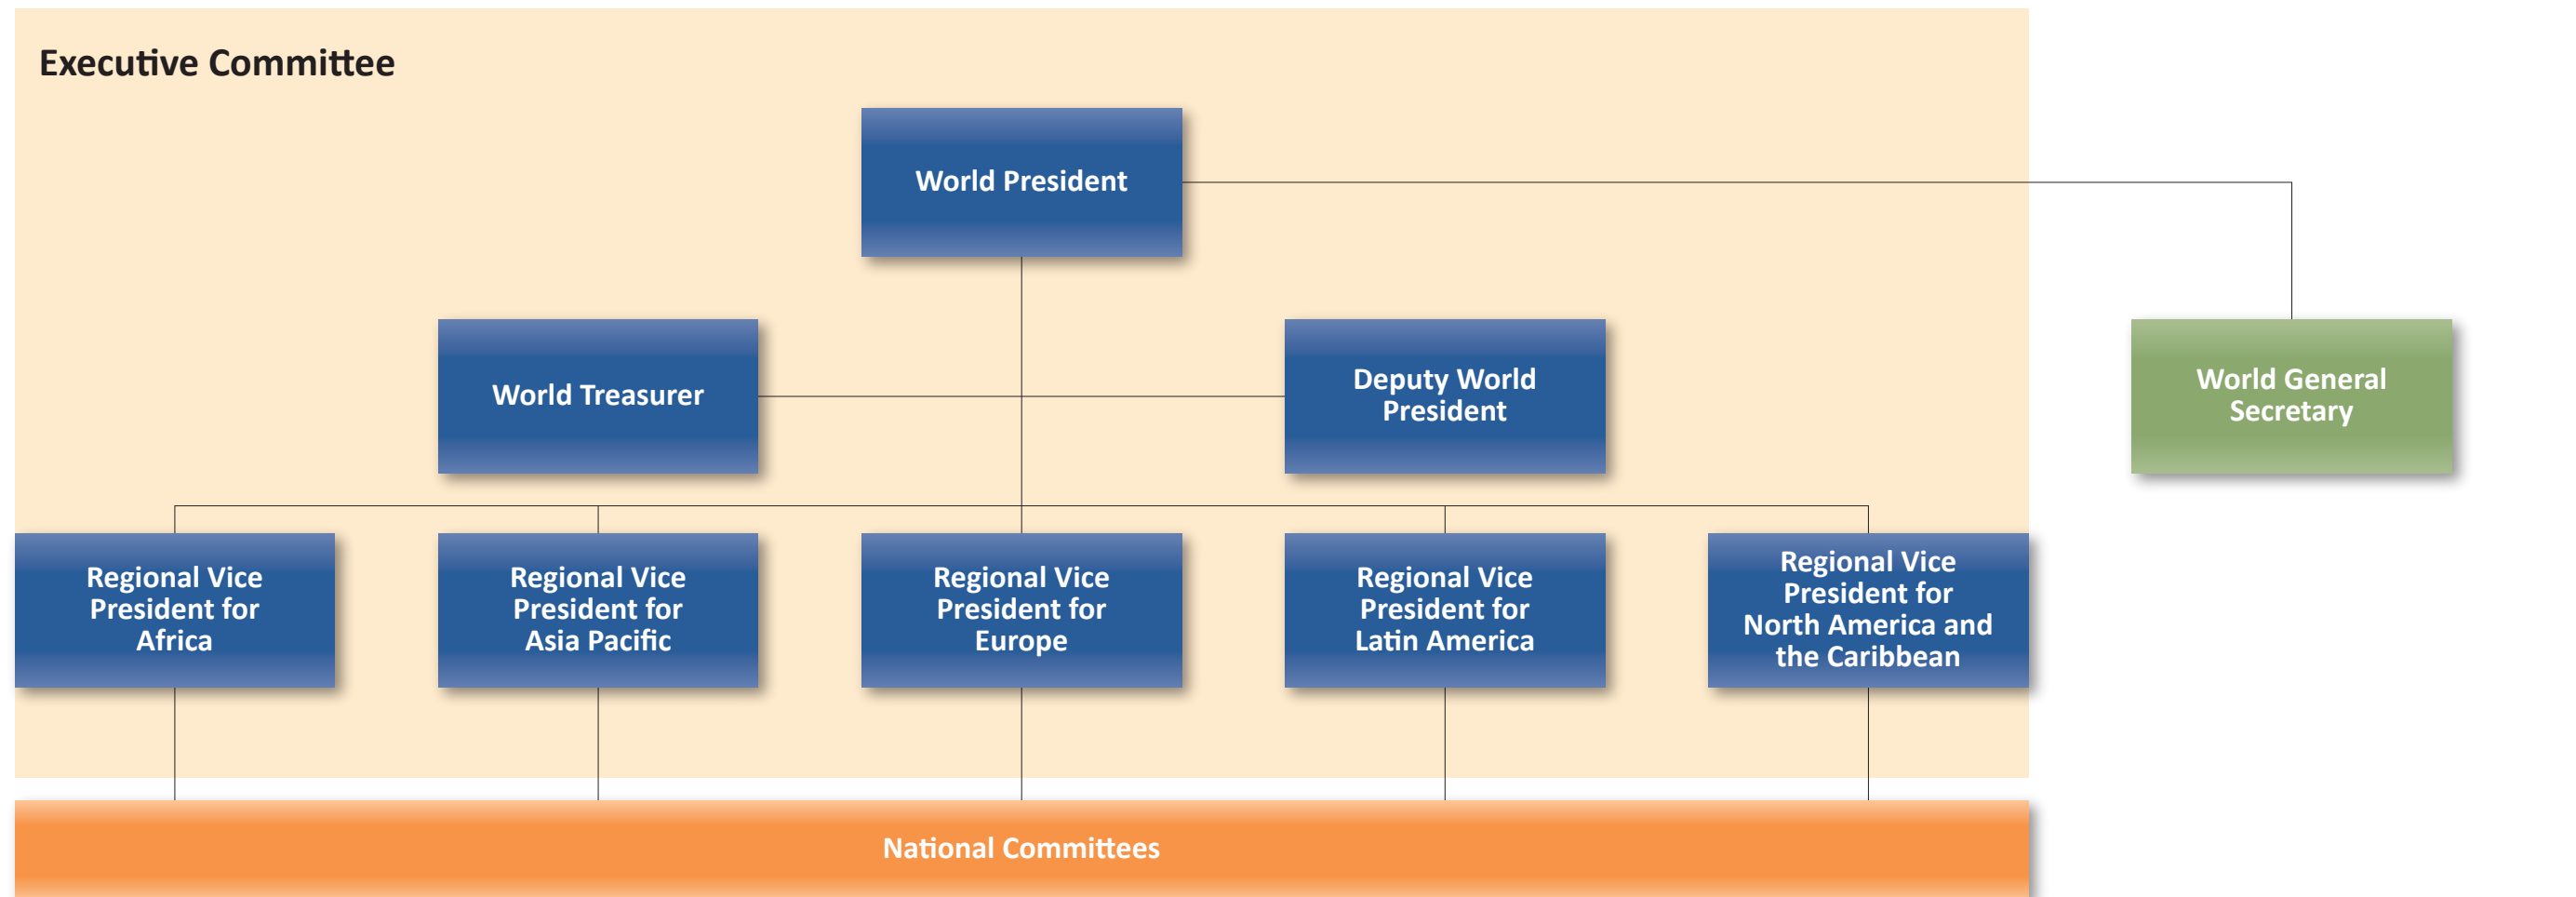 Executive Committee
World President
World Treasurer
Deputy World
President
World General
Secretary
Regional Vice
President for
Africa
Regional Vice
President for
Asia Pacific
Regional Vice
President for
Europe
Regional Vice
President for
Latin America
Regional Vice
President for
North America and
the Caribbean
National Committees